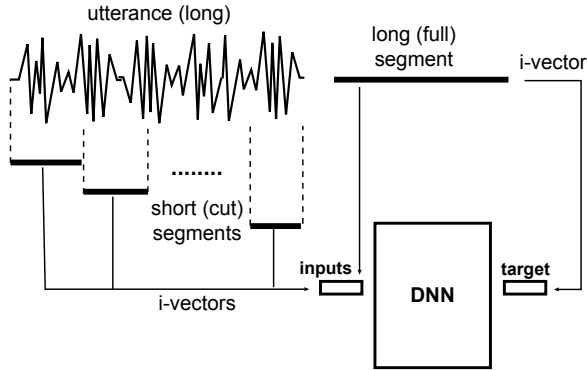 utterance (long)
long (full)
segment
i-vector
........
short (cut)
segments
inputs
target
DNN
i-vectors